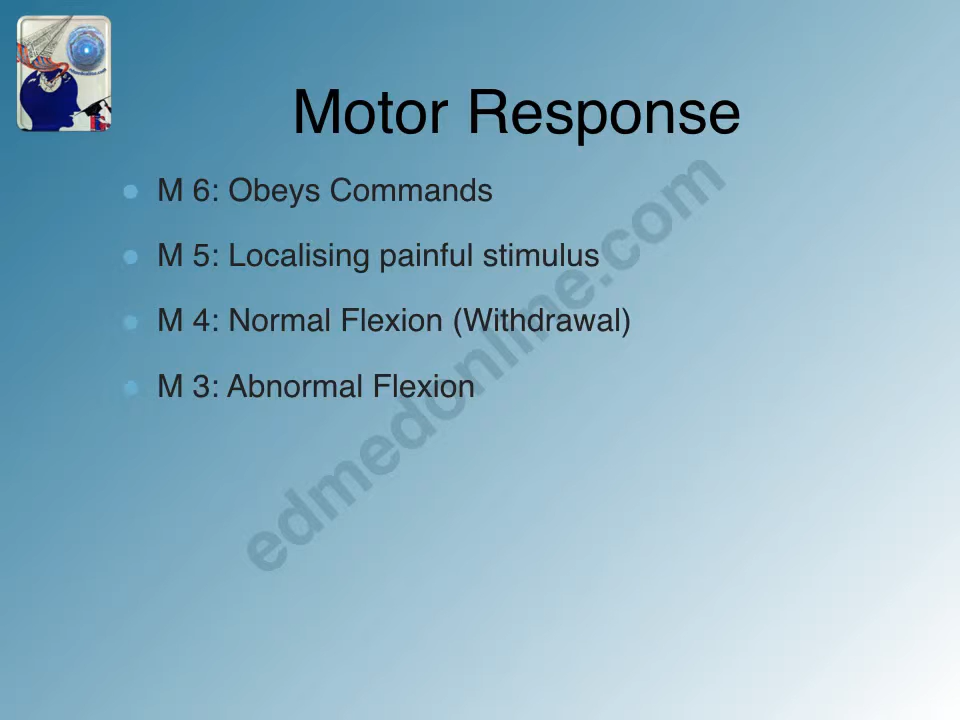 Motor Response
M 6: Obeys Commands
M 5: Localising painful stimulus
M 4: Normal Flexion (Withdrawal)
M 3: Abnormal Flexion
edmedonline.com